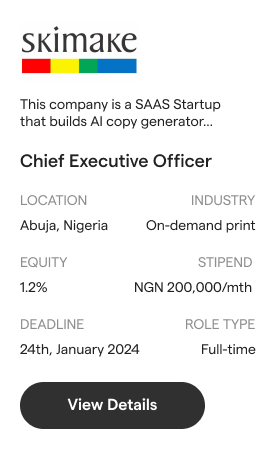 skimake
This company is a SAAS Startup
that builds AI copy generator...
Chief Executive Officer
LOCATION INDUSTRY
Abuja, Nigeria On-demand print
EQUITY STIPEND
1.2% NGN 200,000/mth
DEADLINE ROLE TYPE
24th, January 2024 Full-time
View Details